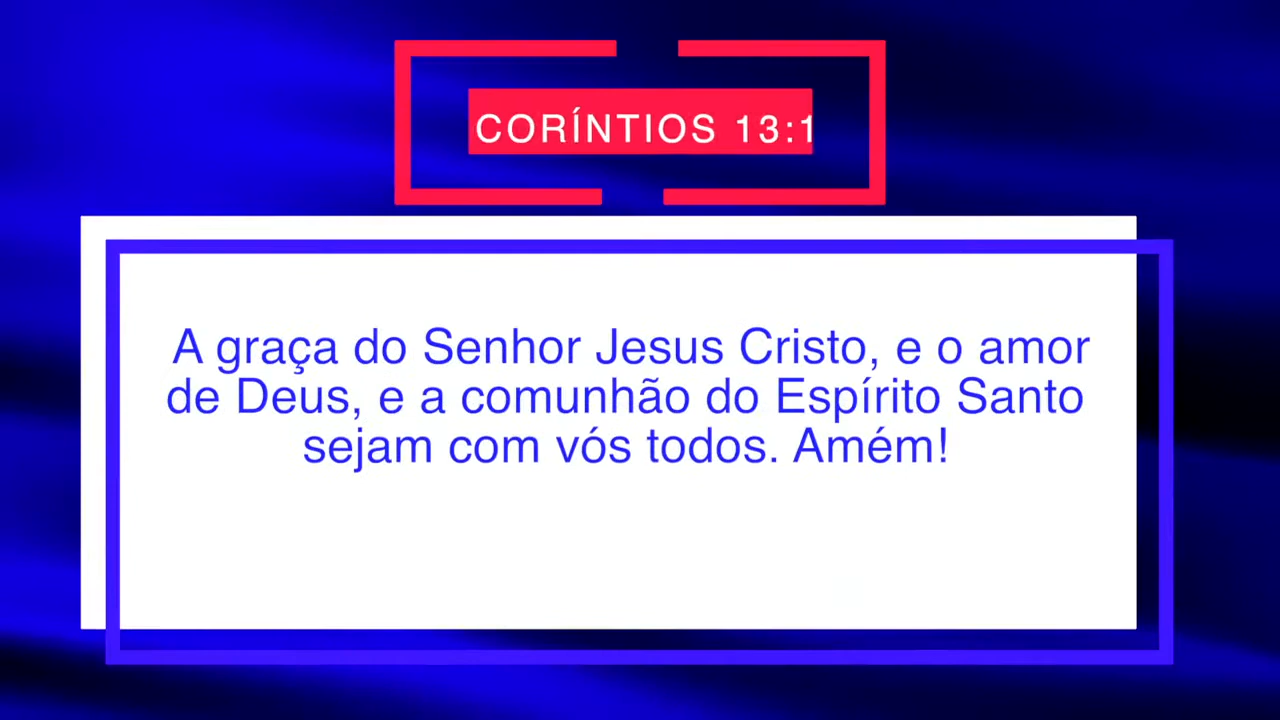 CORÍNTIOS 13:1
A graça do Senhor Jesus Cristo, e o amor
de Deus, e a comunhão do Espírito Santo
sejam com vós todos. Amém!